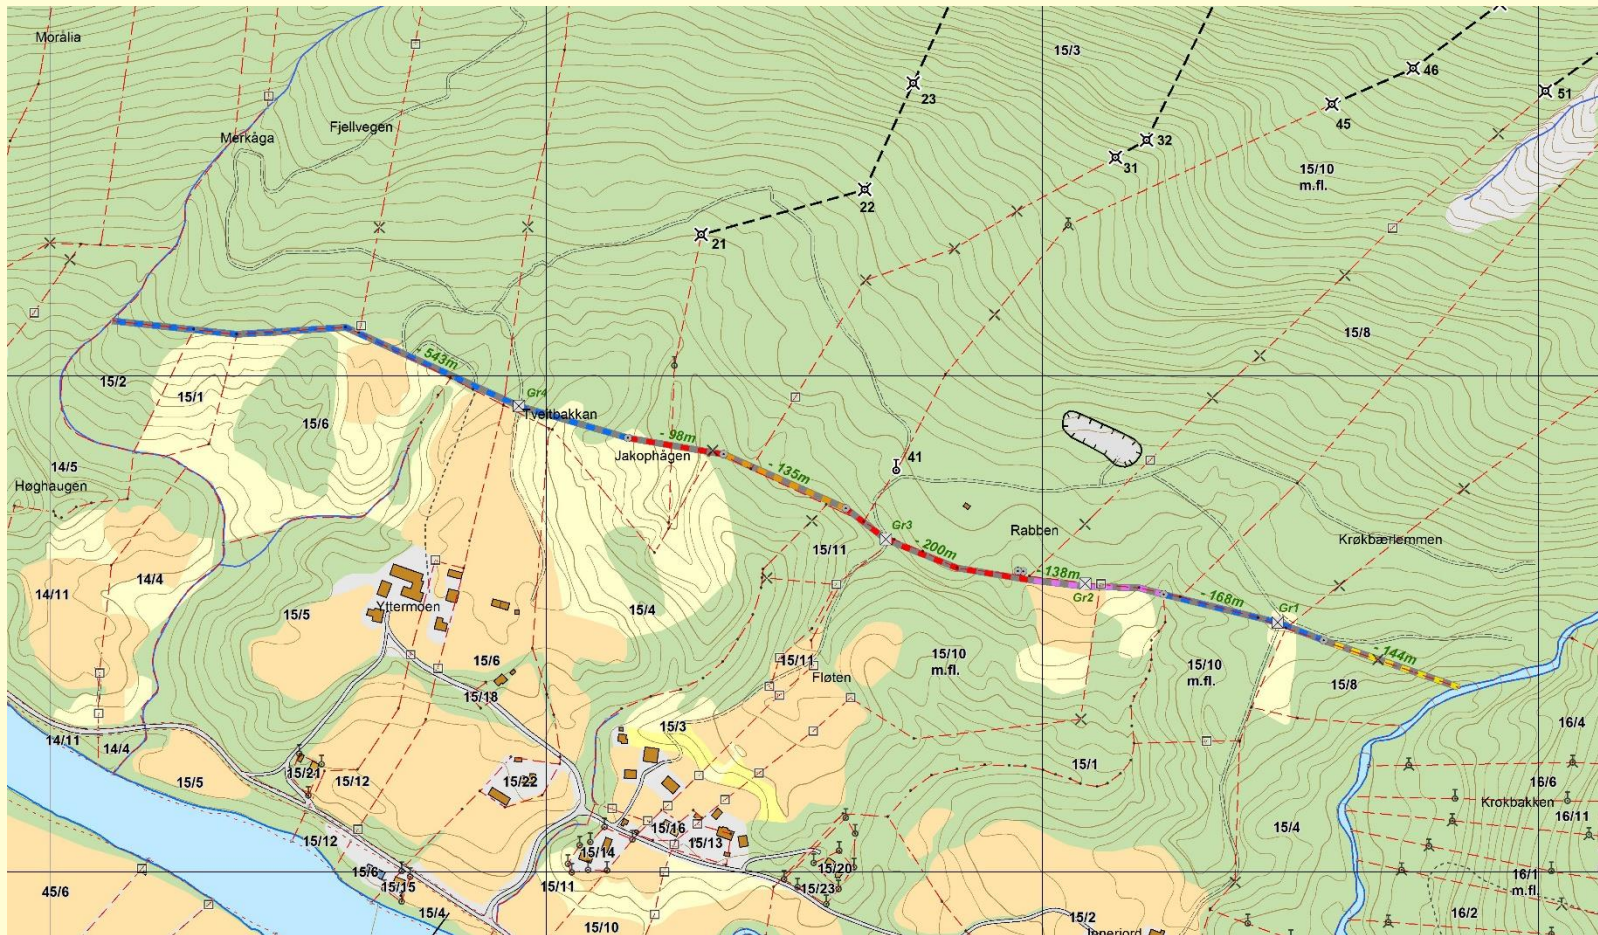 Morålia
15/3
46
23
51
45
Fjellvegen
Merkåga
32
31
15/10
m.fl.
22
21
15/8
- 543m
15/2
15/1
Gr4
Tveitbakkan
15/6
- 98m
Jakophågen
41
14/5
- 135m
Høghaugen
Gr3
Rabben
- 200m
Krøkbærlemmen
15/11
- 138m
14/4
14/11
Gr2
- 168m
Gr1
Yttermoen
15/5
15/4
- 144m
15/6
15/11
15/10
m.fl.
15/10
m.fl.
Fløten
15/8
15/18
15/3
16/4
14/11
14/4
15/1
15/21
15/5
15/12
15/22
16/6
Krokbakken
16/11
15/16
15/4
15/12
15/14
15/13
15/6
15/20
15/15
15/11
15/23
16/1
m.fl.
45/6
15/4
15/10
15/2
16/2
Innerjord